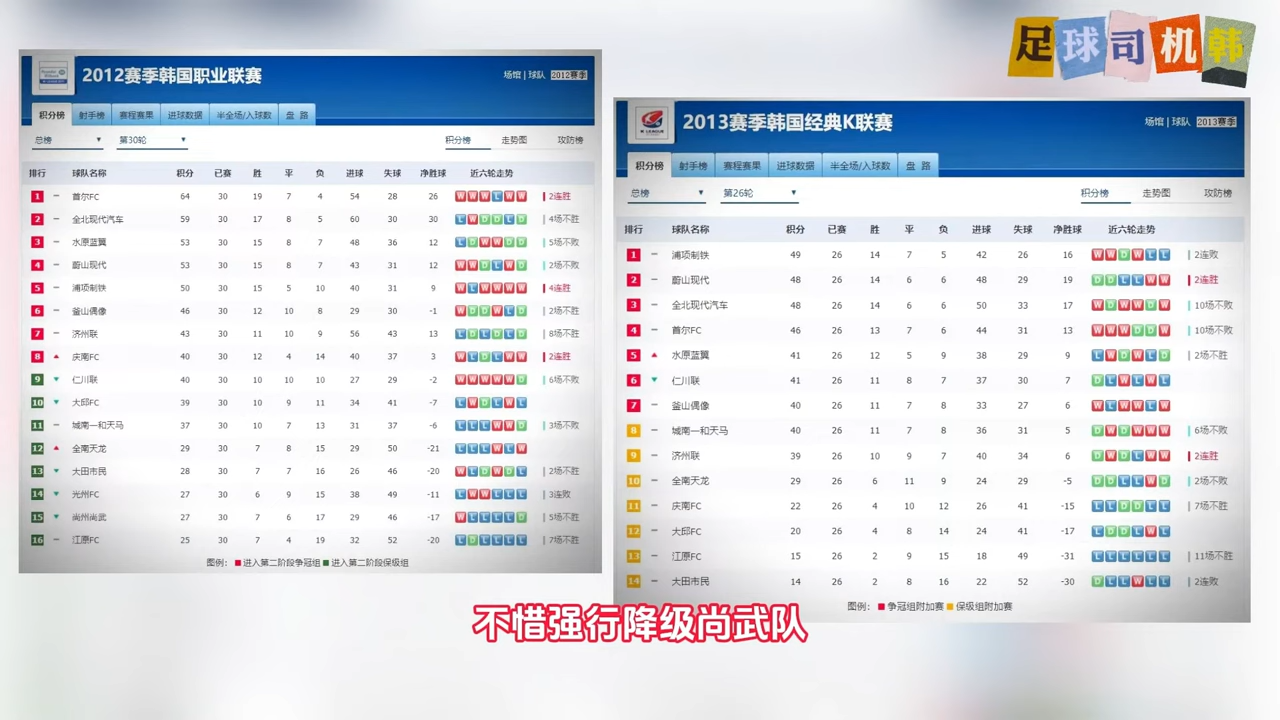 足球司机韩
2012赛季韩国职业联赛
场馆 | 球队 2012赛季
积分榜 射手榜 赛程赛果 进球数据 半全场/入球数 盘 路
总榜 第30轮 积分榜 走势图 攻防榜
排行 球队名称 积分 已赛 胜 平 负 进球 失球 净胜球 近六轮走势
1 首尔FC 64 30 19 7 4 54 28 26 W W W L W W 2连胜
2 全北现代汽车 59 30 17 8 5 60 30 30 L W D D L D 4场不胜
3 水原蓝翼 53 30 15 8 7 48 36 12 L D W W D D 5场不败
4 蔚山现代 53 30 15 8 7 43 31 12 W W D L W D 2场不败
5 浦项制铁 50 30 15 5 10 40 31 9 W L W W W W 4连胜
6 釜山偶像 46 30 12 10 8 29 30 -1 W D D W L D 2场不胜
7 济州联 43 30 11 10 9 56 43 13 L D L D L D 8场不胜
8 庆南FC 40 30 12 4 14 40 37 3 W L D L W W 2连胜
9 仁川联 40 30 10 10 10 27 29 -2 W W W W W D 6场不败
10 大邱FC 39 30 10 9 11 34 41 -7 L W D L W L
11 城南一和天马 37 30 10 7 13 31 37 -6 L L L W W D 3场不败
12 全南天龙 29 30 7 8 15 29 50 -21 L L L W L W
13 大田市民 28 30 7 7 16 26 46 -20 W L D W D L 2场不胜
14 光州FC 27 30 6 9 15 38 49 -11 L W W L L L 3连败
15 尚州尚武 27 30 7 6 17 29 46 -17 W L L L L D 5场不胜
16 江原FC 25 30 7 4 19 32 52 -20 L D L L L L 7场不胜
图例： 进入第二阶段争冠组 进入第二阶段保级组
2013赛季韩国经典K联赛
场馆 | 球队 2013赛季
积分榜 射手榜 赛程赛果 进球数据 半全场/入球数 盘 路
总榜 第26轮 积分榜 走势图 攻防榜
排行 球队名称 积分 已赛 胜 平 负 进球 失球 净胜球 近六轮走势
1 浦项制铁 49 26 14 7 5 42 26 16 W W D W L L 2连败
2 蔚山现代 48 26 14 6 6 48 29 19 D D L L W W 2连胜
3 全北现代汽车 48 26 14 6 6 50 33 17 W D W W D W 10场不败
4 首尔FC 46 26 13 7 6 44 31 13 W W W D D W 10场不败
5 水原蓝翼 41 26 12 5 9 38 29 9 L W D W L D 2场不胜
6 仁川联 41 26 11 8 7 37 30 7 D L W L W L
7 釜山偶像 40 26 11 7 8 33 27 6 W L W W L W
8 城南一和天马 40 26 11 7 8 36 31 5 D W D W W W 6场不败
9 济州联 39 26 10 9 7 40 34 6 D W D L W W 2连胜
10 全南天龙 29 26 6 11 9 24 29 -5 D D L L W D 2场不败
11 庆南FC 22 26 4 10 12 26 41 -15 L L D D L L 7场不胜
12 大邱FC 20 26 4 8 14 24 41 -17 L D D L W L
13 江原FC 15 26 2 9 15 18 49 -31 L L L L L L 11场不胜
14 大田市民 14 26 2 8 16 22 52 -30 D L L W L L 2连败
图例： 争冠组附加赛 保级组附加赛
不惜强行降级尚武队